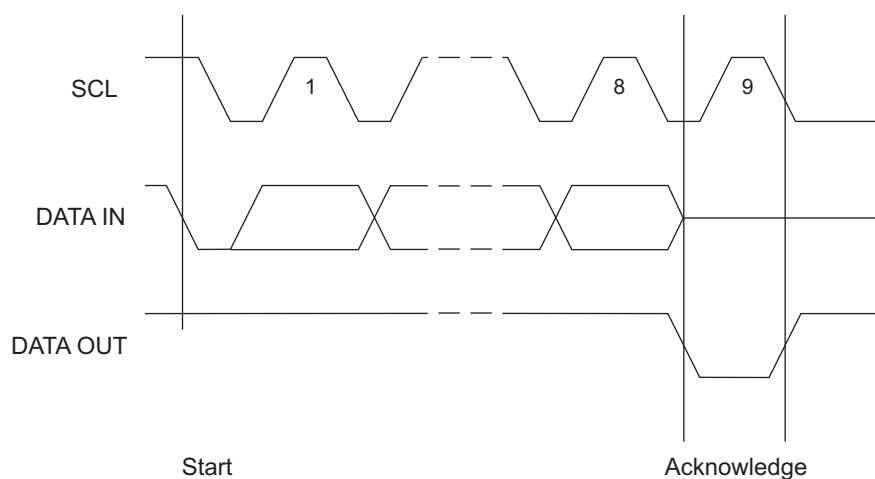 SCL
1
8
9
DATA IN
DATA OUT
Start
Acknowledge